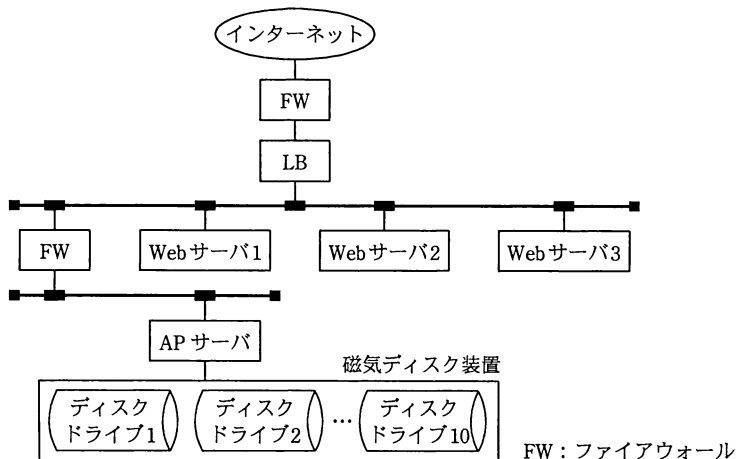 インターネット
FW
LB
FW
Webサーバ1
Webサーバ2
Webサーバ3
APサーバ
磁気ディスク装置
ディスク
ドライブ1
ディスク
ドライブ2
…
ディスク
ドライブ10
FW：ファイアウォール